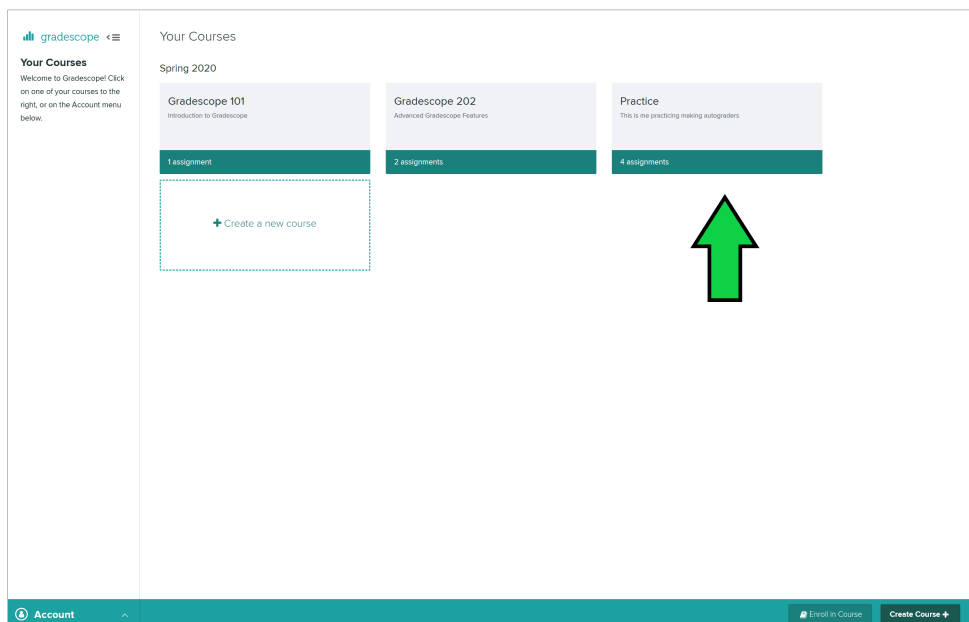 gradescope
Your Courses
Welcome to Gradescope! Click
on one of your courses to the
right, or on the Account menu
below.
Your Courses
Spring 2020
Gradescope 101
Introduction to Gradescope
1 assignment
Gradescope 202
Advanced Gradescope Features
2 assignments
Practice
This is me practicing making autograders
4 assignments
+ Create a new course
Account
Enroll in Course
Create Course +